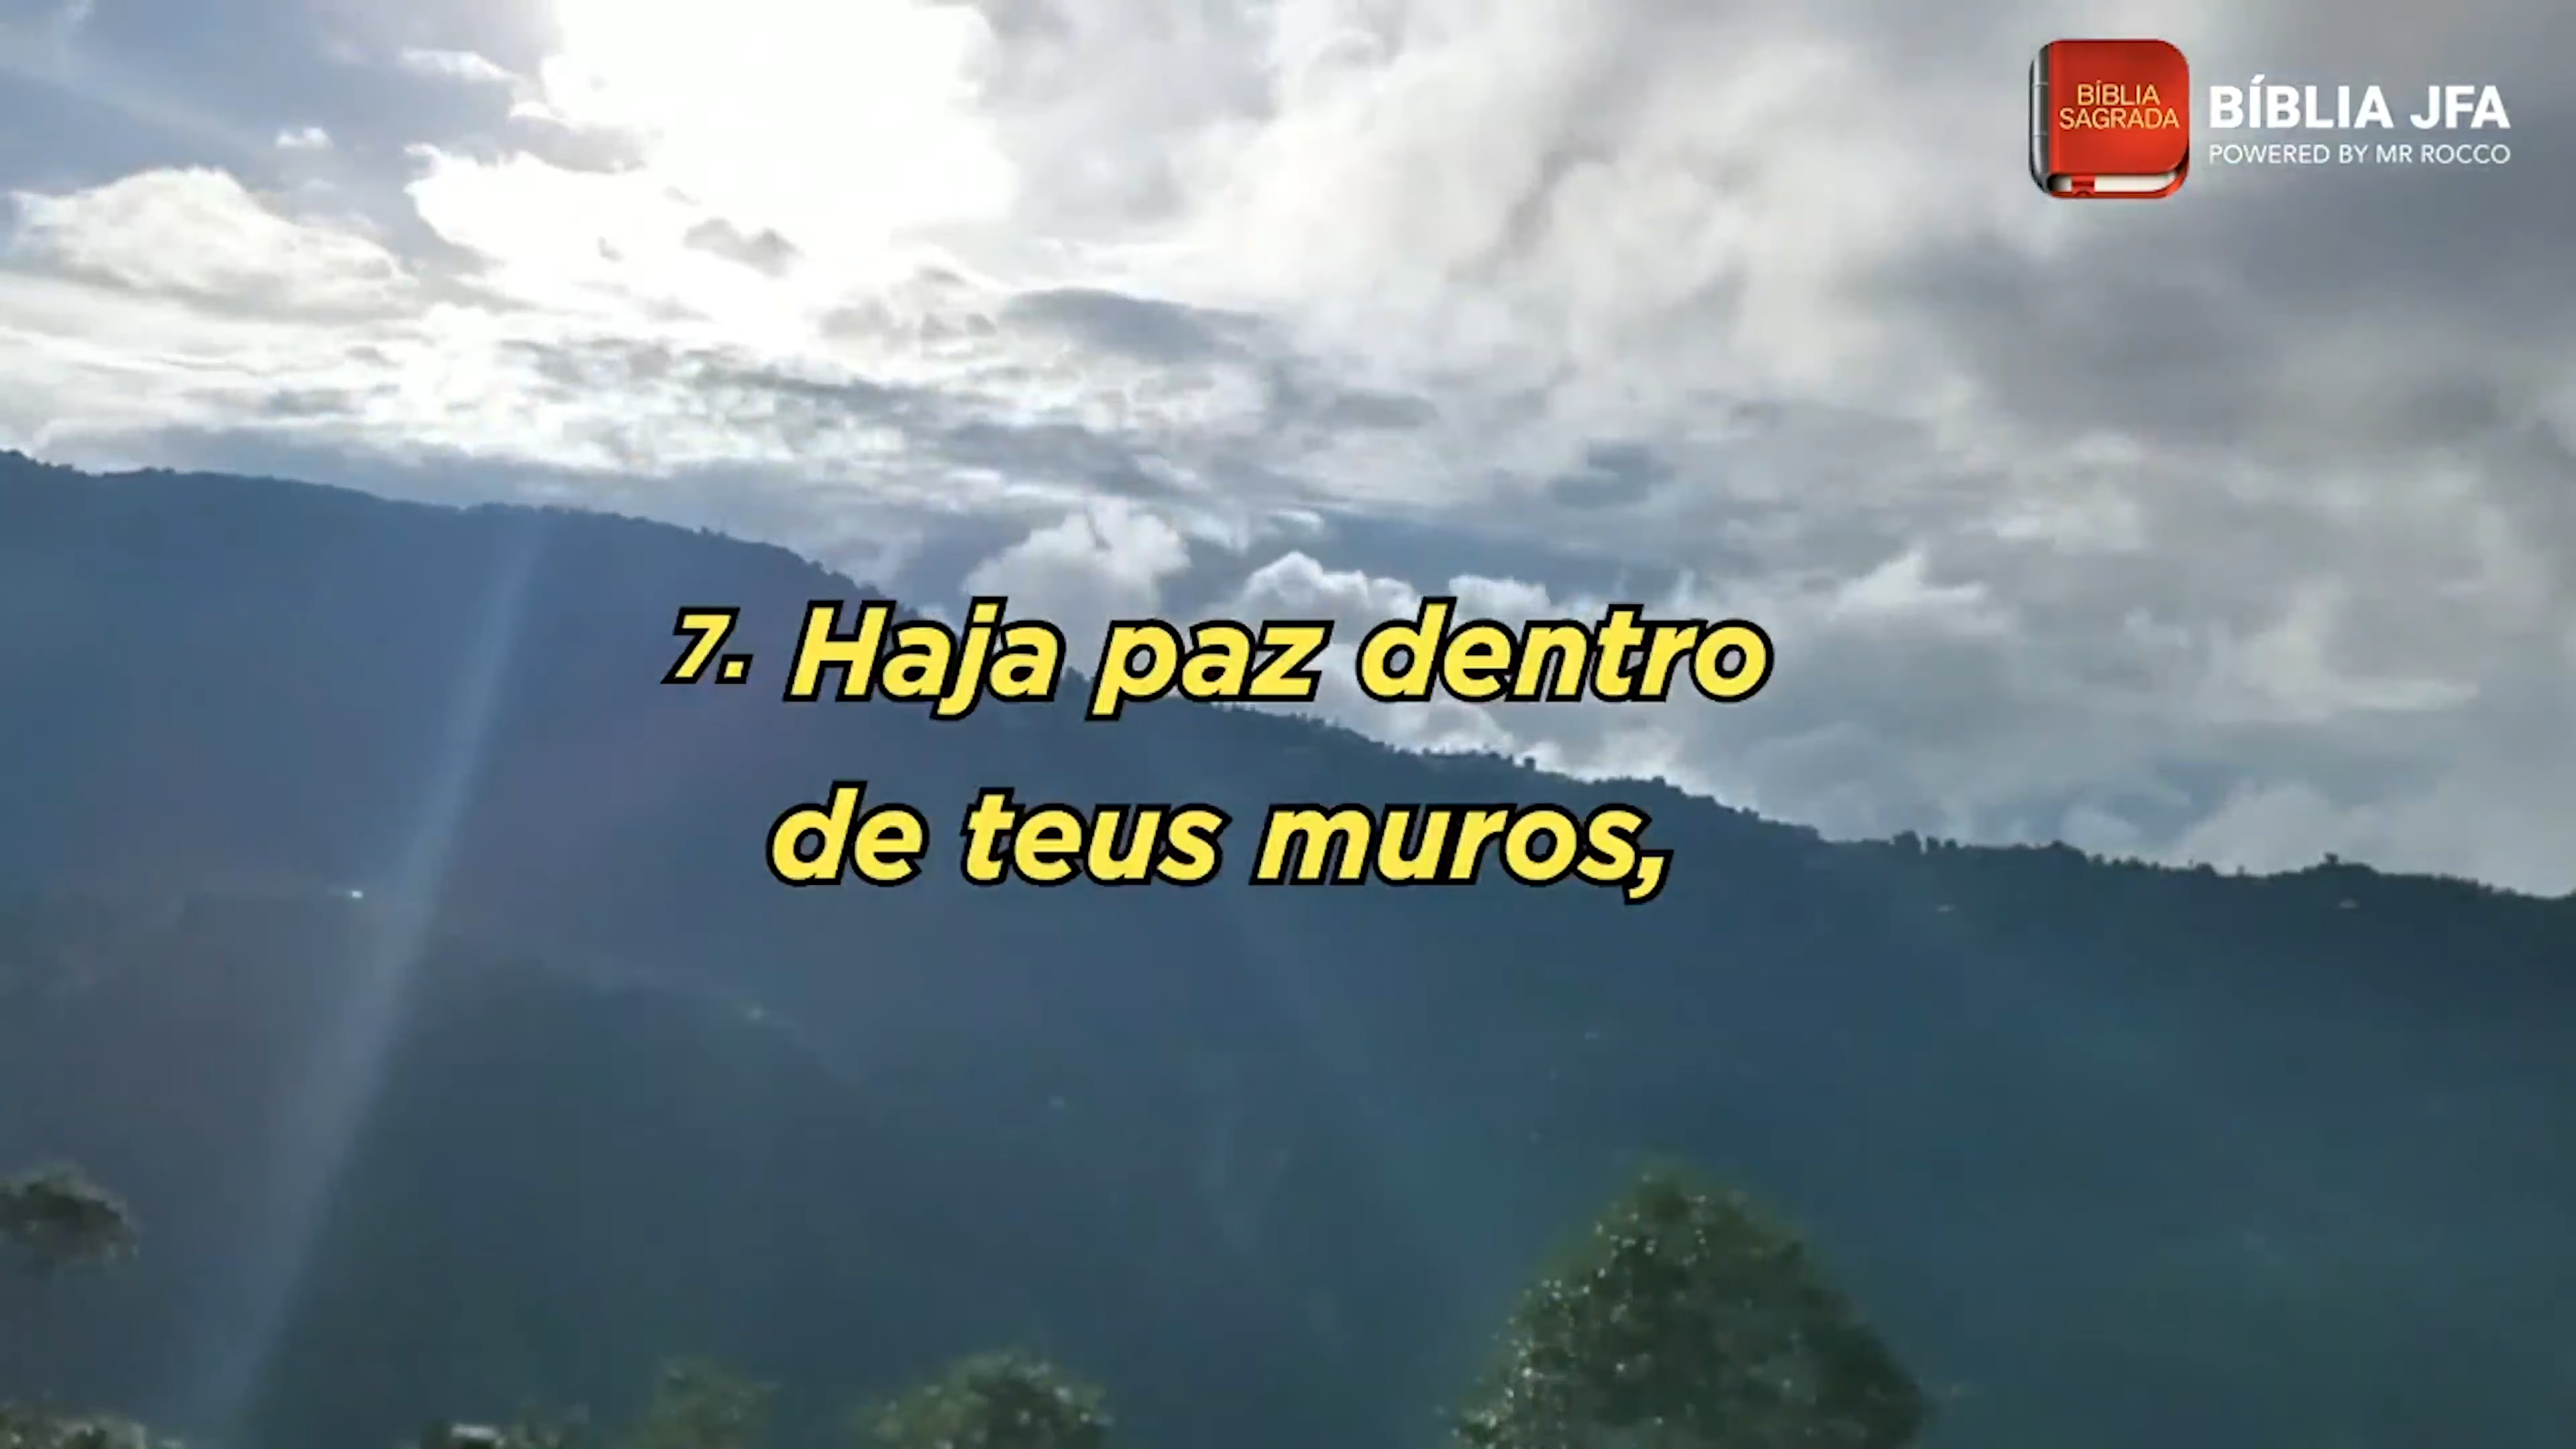 BÍBLIA
SAGRADA
BÍBLIA JFA
POWERED BY MR ROCCO
7. Haja paz dentro
de teus muros,